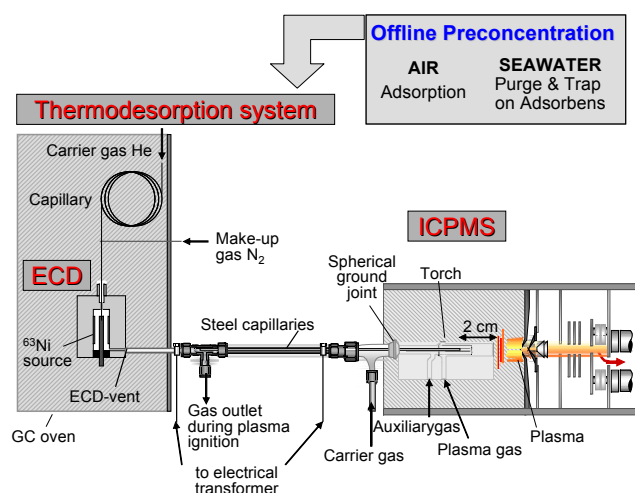 Offline Preconcentration
AIR
Adsorption
SEAWATER
Purge & Trap
on Adsorbens
Thermodesorption system
Carrier gas He
Capillary
Make-up
gas N₂
ECD
⁶³Ni
source
ECD-vent
GC oven
Steel capillaries
Gas outlet
during plasma
ignition
to electrical
transformer
ICPMS
Spherical
ground
joint
Torch
2 cm
Carrier gas
Auxiliarygas
Plasma gas
Plasma